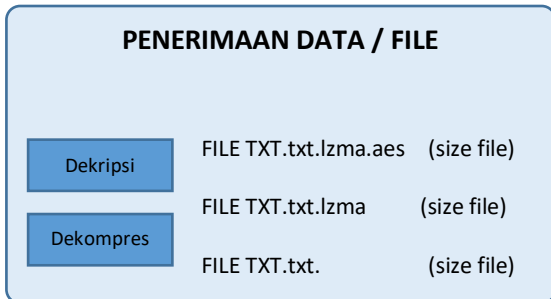 PENERIMAAN DATA / FILE
FILE TXT.txt.lzma.aes (size file)
Dekripsi
FILE TXT.txt.lzma (size file)
Dekompres
FILE TXT.txt. (size file)